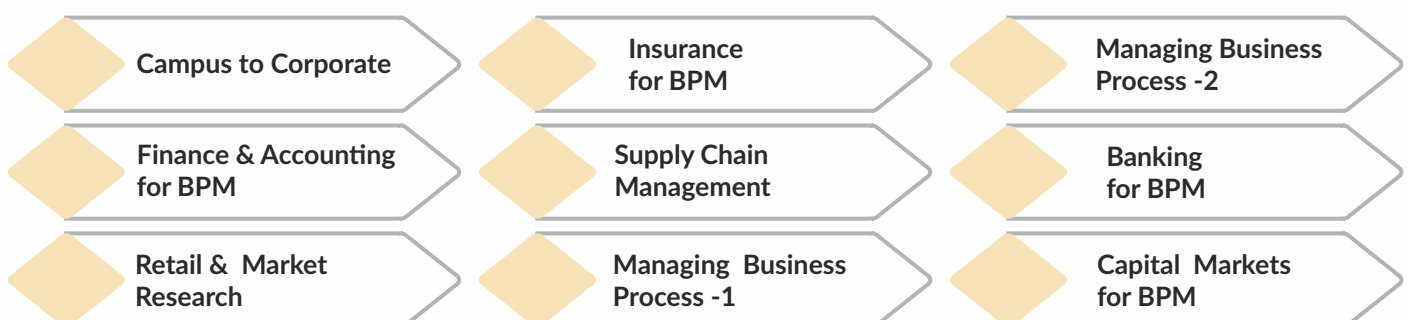 Campus to Corporate
Insurance
for BPM
Managing Business
Process -2
Finance & Accounting
for BPM
Supply Chain
Management
Banking
for BPM
Retail & Market
Research
Managing Business
Process -1
Capital Markets
for BPM